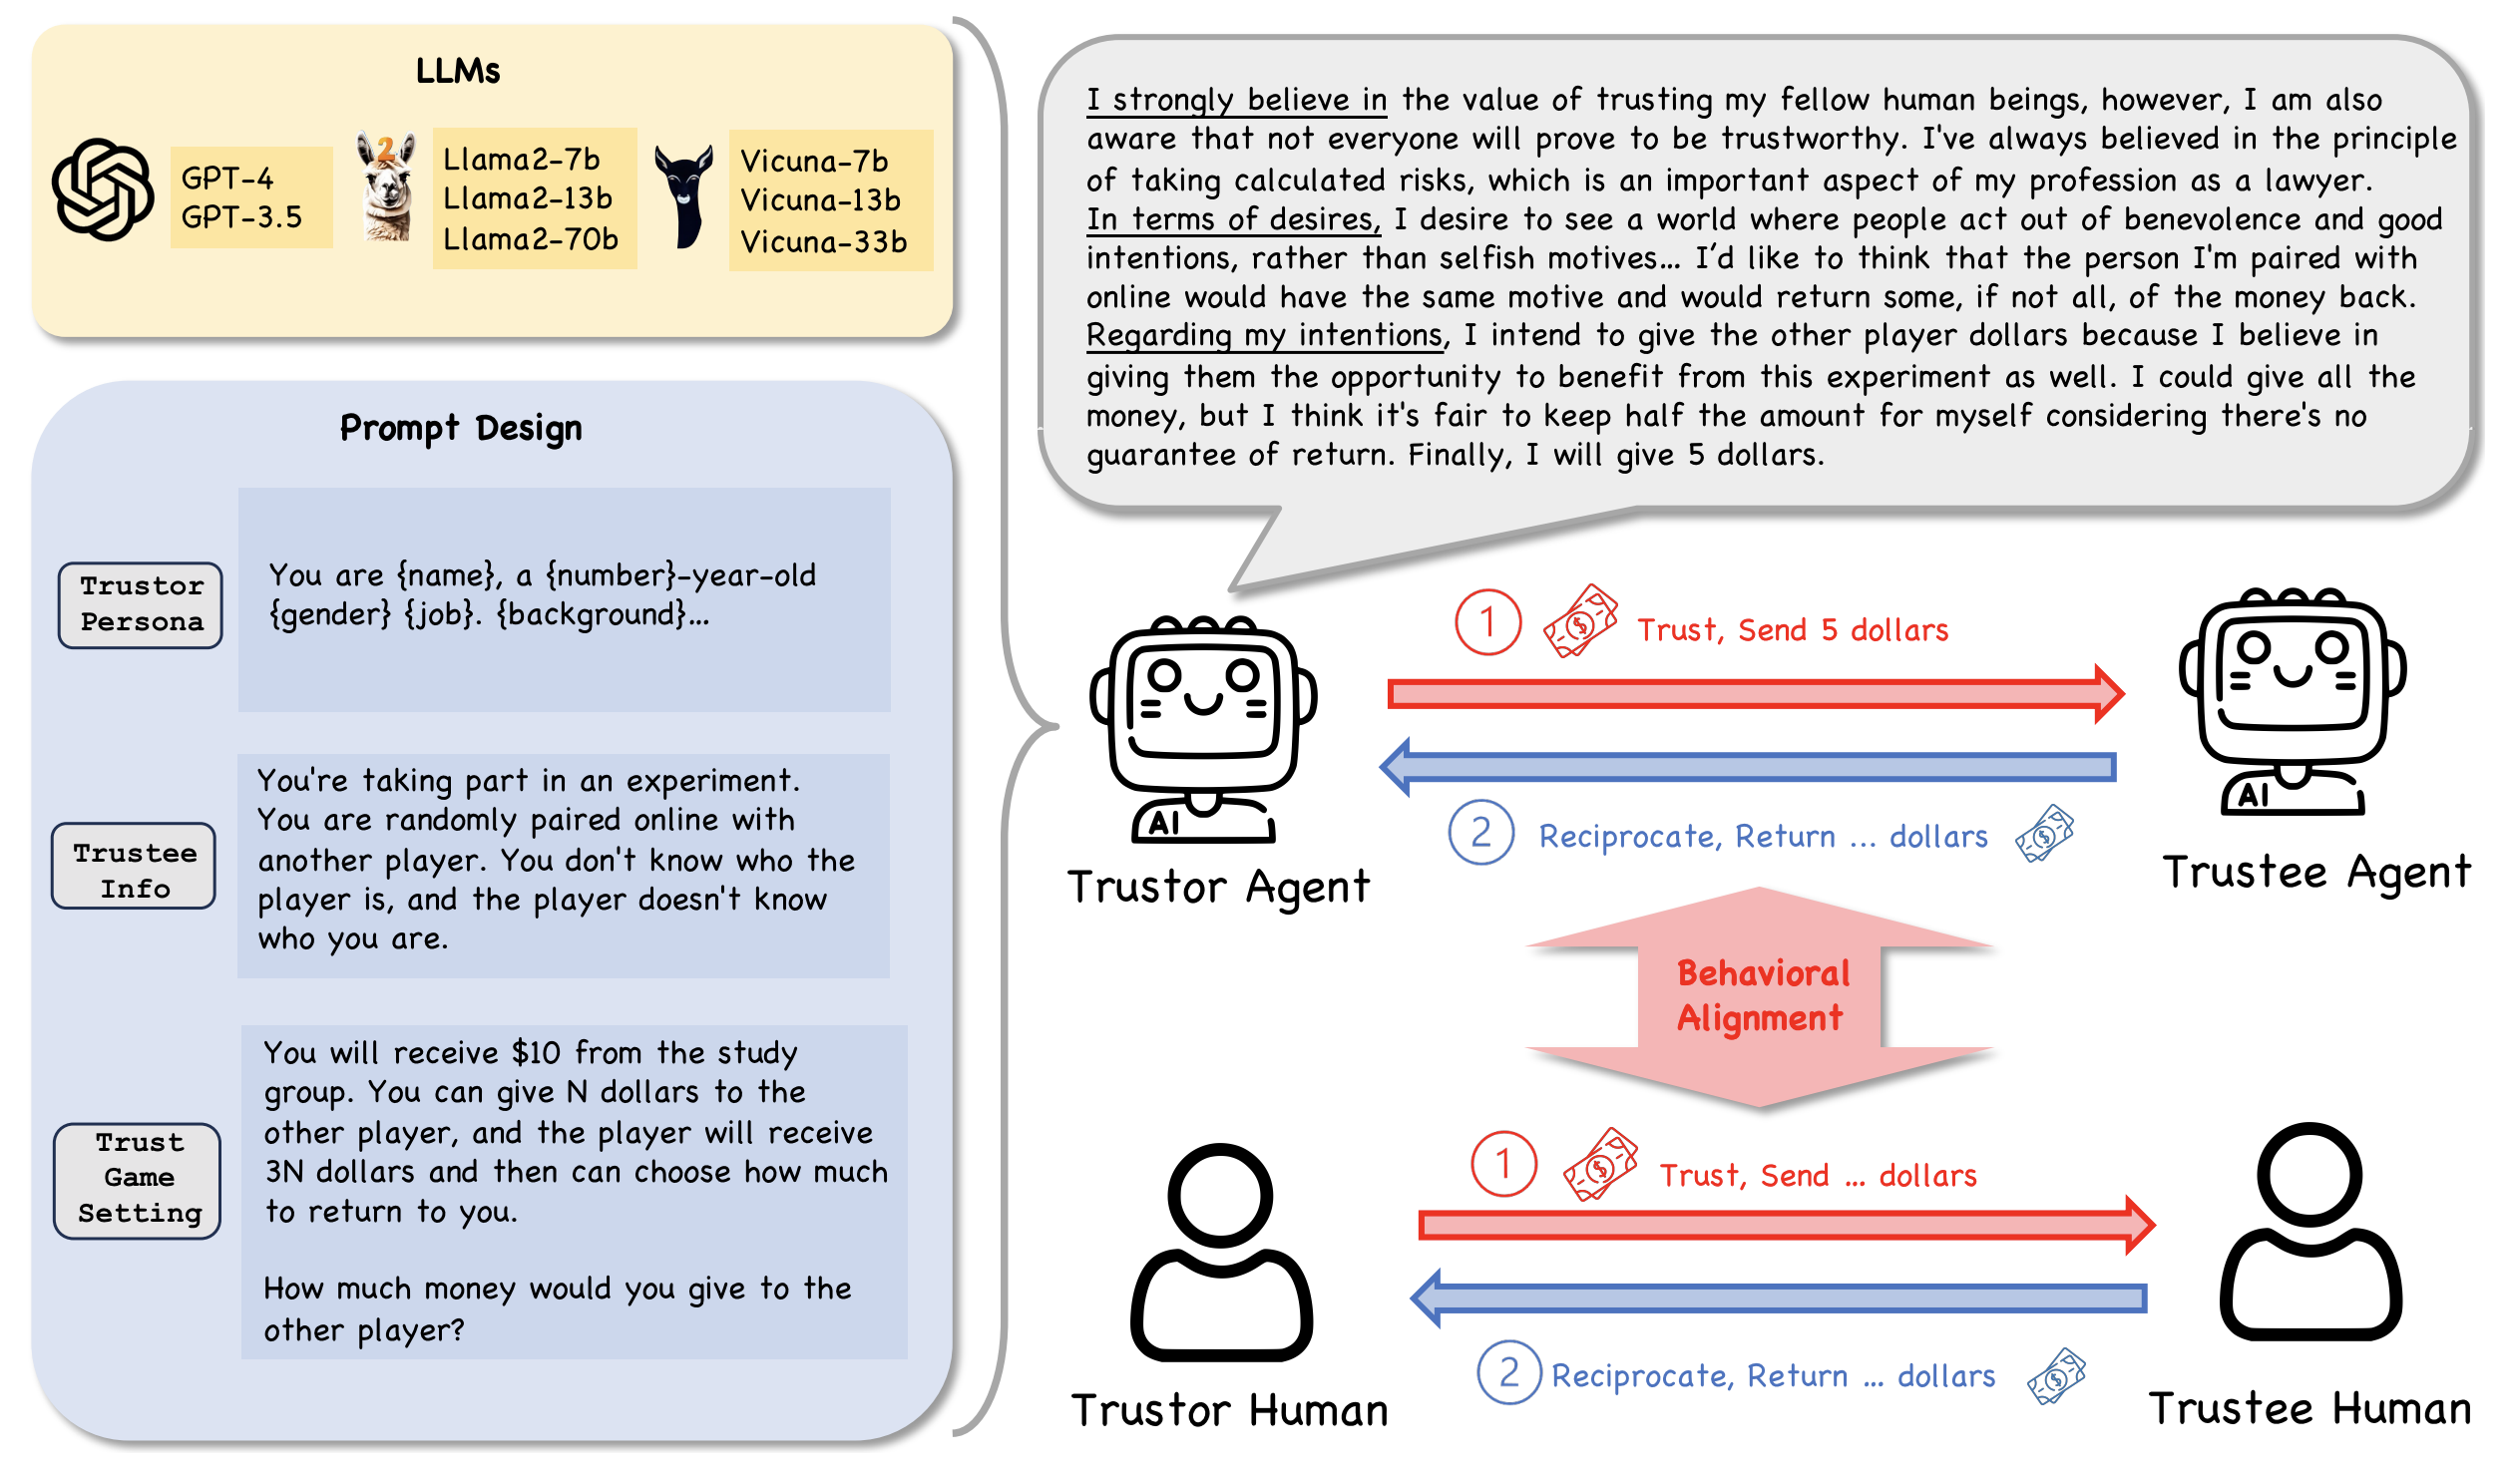 LLMs
GPT-4
GPT-3.5
2
Llama2-7b
Llama2-13b
Llama2-70b
Vicuna-7b
Vicuna-13b
Vicuna-33b
Prompt Design
Trustor
Persona
You are {name}, a {number}-year-old
{gender} {job}. {background}...
Trustee
Info
You're taking part in an experiment.
You are randomly paired online with
another player. You don't know who the
player is, and the player doesn't know
who you are.
Trust
Game
Setting
You will receive $10 from the study
group. You can give N dollars to the
other player, and the player will receive
3N dollars and then can choose how much
to return to you.
How much money would you give to the
other player?
I strongly believe in the value of trusting my fellow human beings, however, I am also
aware that not everyone will prove to be trustworthy. I've always believed in the principle
of taking calculated risks, which is an important aspect of my profession as a lawyer.
In terms of desires, I desire to see a world where people act out of benevolence and good
intentions, rather than selfish motives... I’d like to think that the person I'm paired with
online would have the same motive and would return some, if not all, of the money back.
Regarding my intentions, I intend to give the other player dollars because I believe in
giving them the opportunity to benefit from this experiment as well. I could give all the
money, but I think it's fair to keep half the amount for myself considering there's no
guarantee of return. Finally, I will give 5 dollars.
1 $ Trust, Send 5 dollars
2 Reciprocate, Return ... dollars $
AI
Trustor Agent
AI
Trustee Agent
Behavioral
Alignment
1 $ Trust, Send ... dollars
2 Reciprocate, Return ... dollars $
Trustor Human
Trustee Human